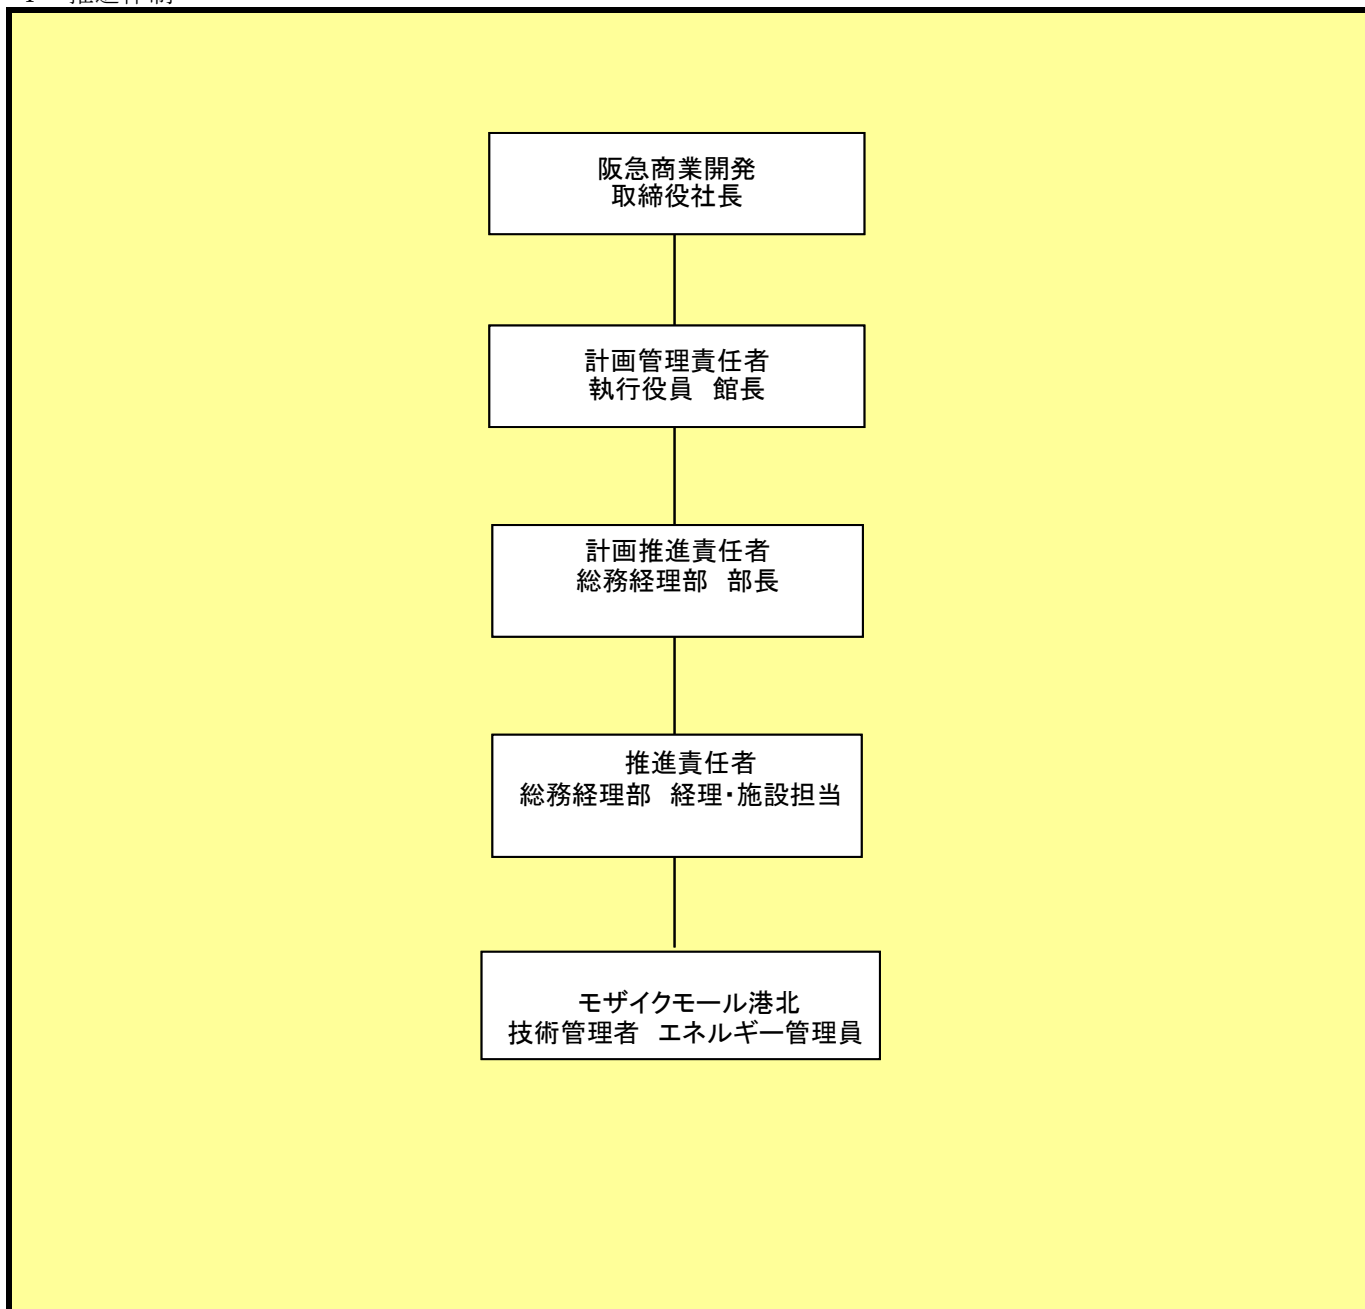 推進体制
阪急商業開発
取締役社長
計画管理責任者
執行役員　館長
計画推進責任者
総務経理部　部長
推進責任者
総務経理部　経理・施設担当
モザイクモール港北
技術管理者　エネルギー管理員